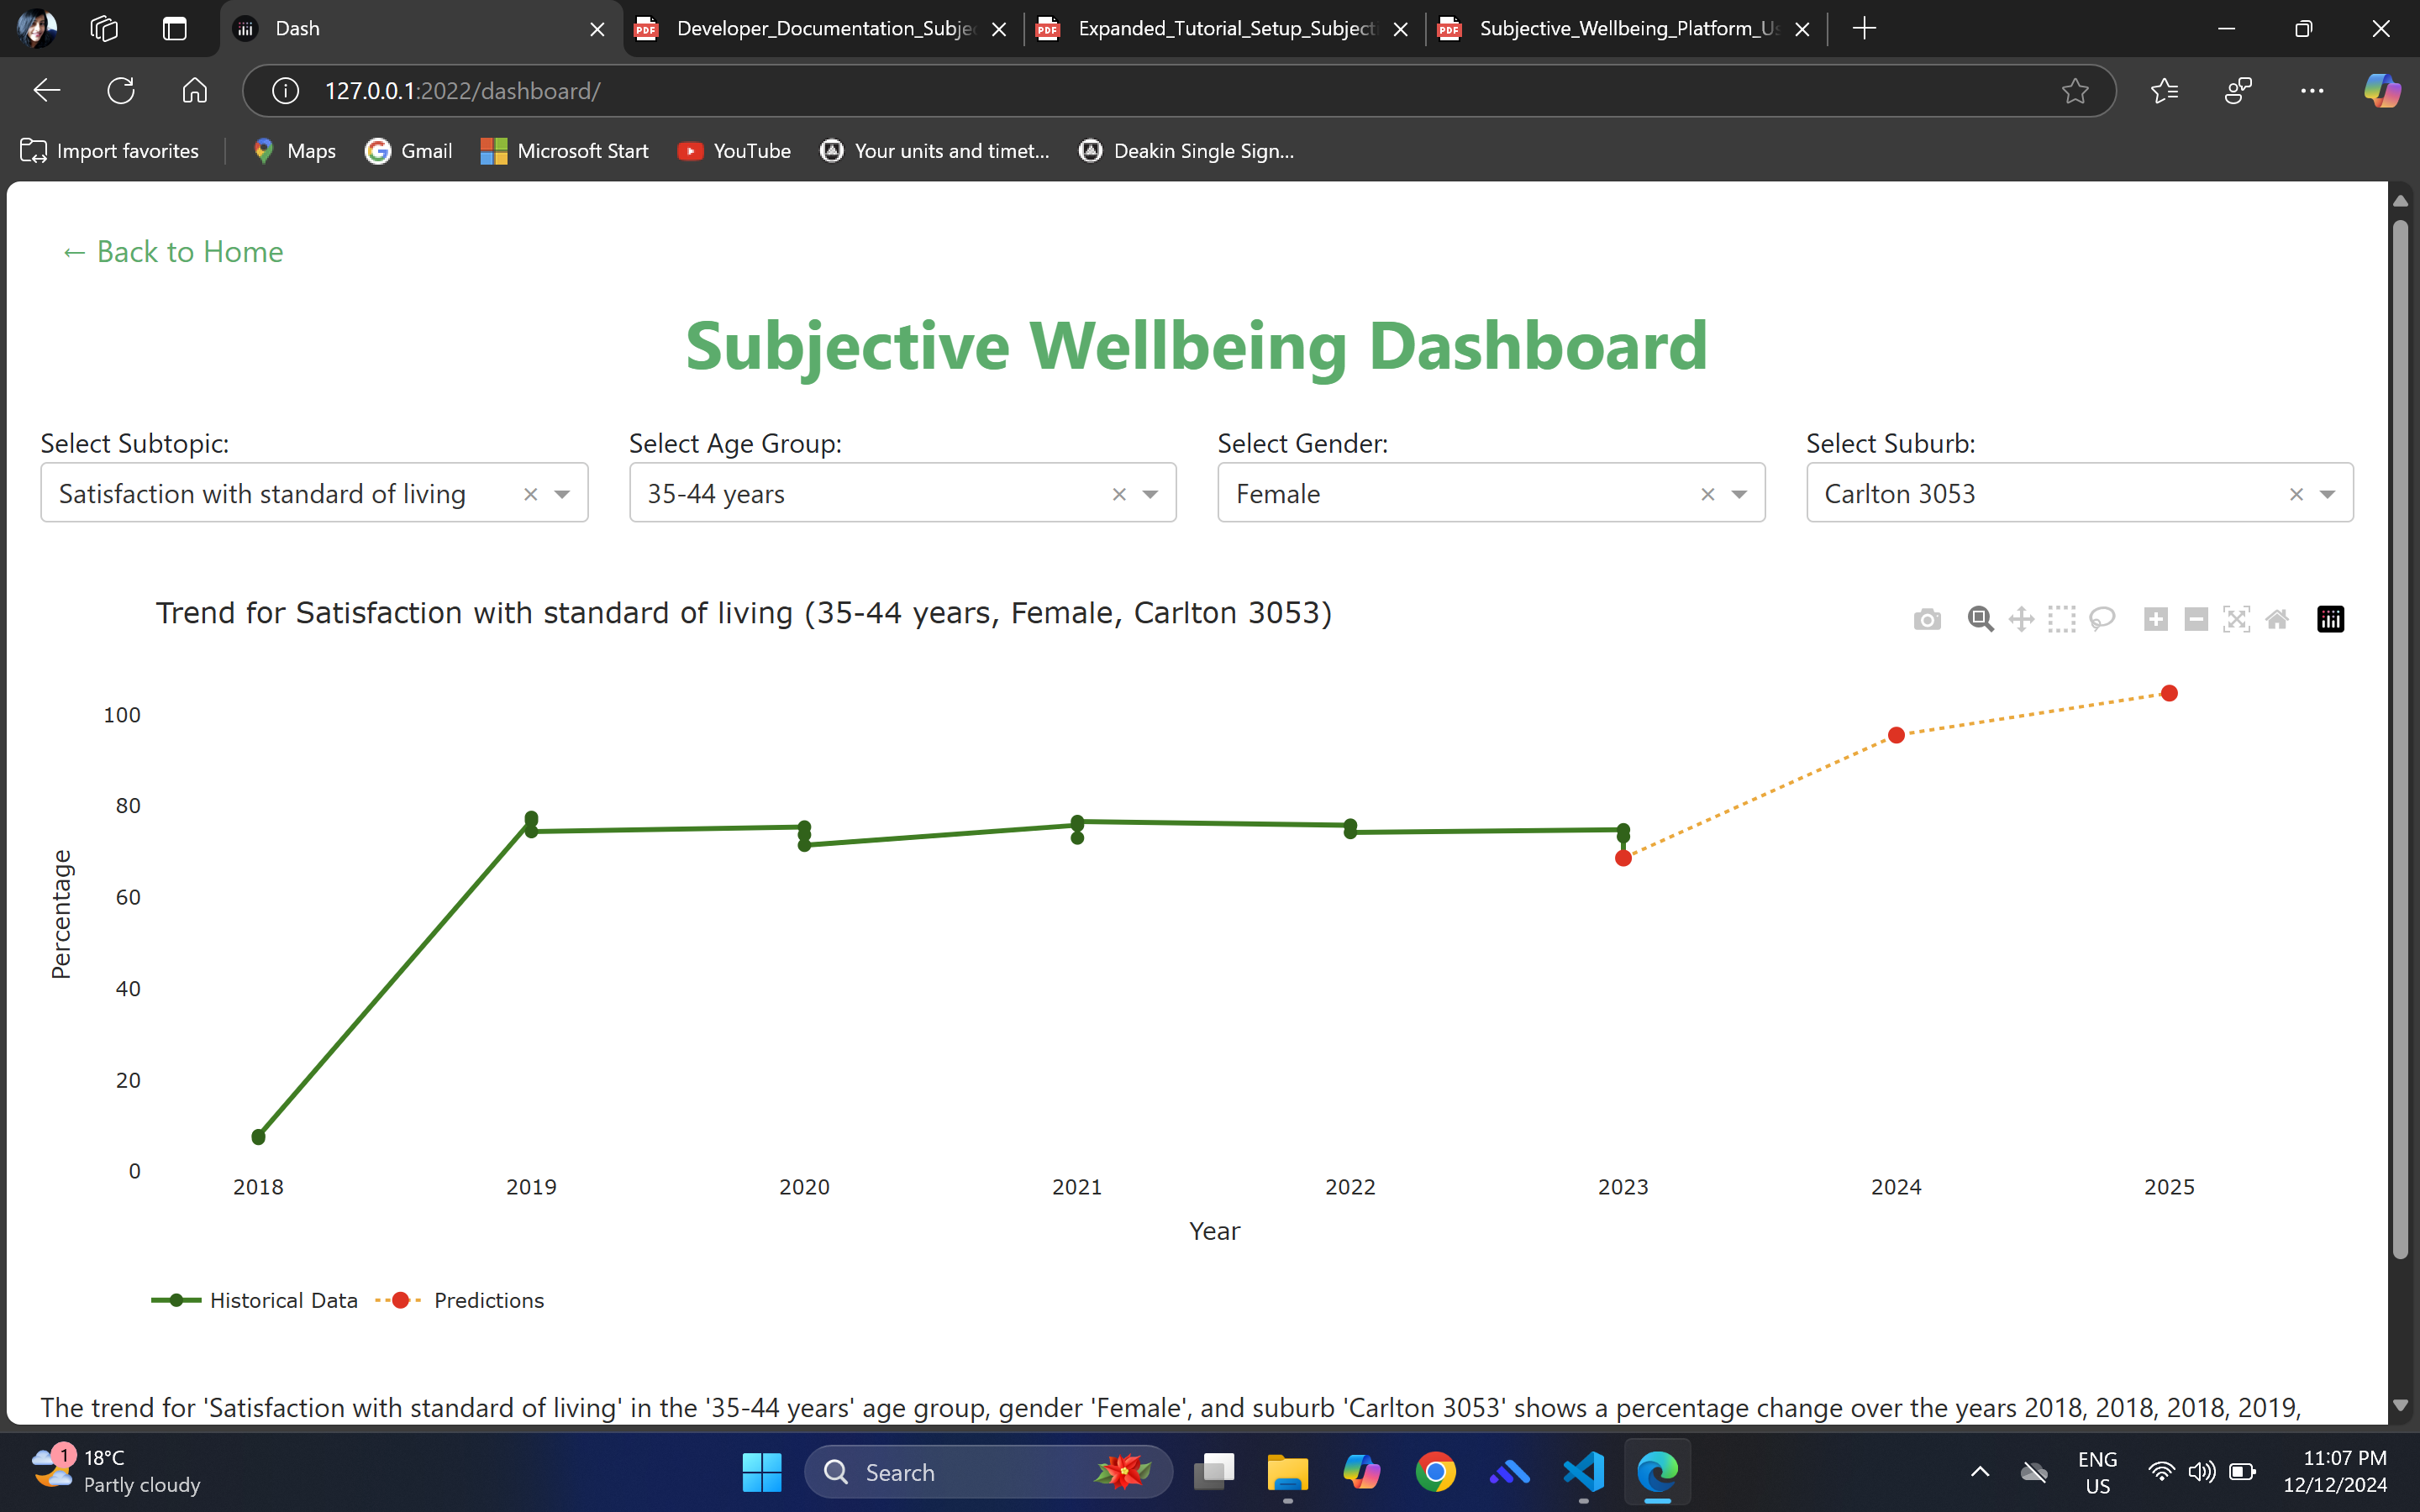 Dash
Developer_Documentation_Subje
Expanded_Tutorial_Setup_Subject
Subjective_Wellbeing_Platform_Us
127.0.0.1:2022/dashboard/
Import favorites
Maps
Gmail
Microsoft Start
YouTube
Your units and timet...
Deakin Single Sign...
← Back to Home
Subjective Wellbeing Dashboard
Select Subtopic:
Select Age Group:
Select Gender:
Select Suburb:
Satisfaction with standard of living
35-44 years
Female
Carlton 3053
Trend for Satisfaction with standard of living (35-44 years, Female, Carlton 3053)
100
80
60
40
20
0
Percentage
2018
2019
2020
2021
2022
2023
2024
2025
Year
Historical Data
Predictions
The trend for 'Satisfaction with standard of living' in the '35-44 years' age group, gender 'Female', and suburb 'Carlton 3053' shows a percentage change over the years 2018, 2018, 2018, 2019,
1
18°C
Partly cloudy
Search
ENG
US
11:07 PM
12/12/2024